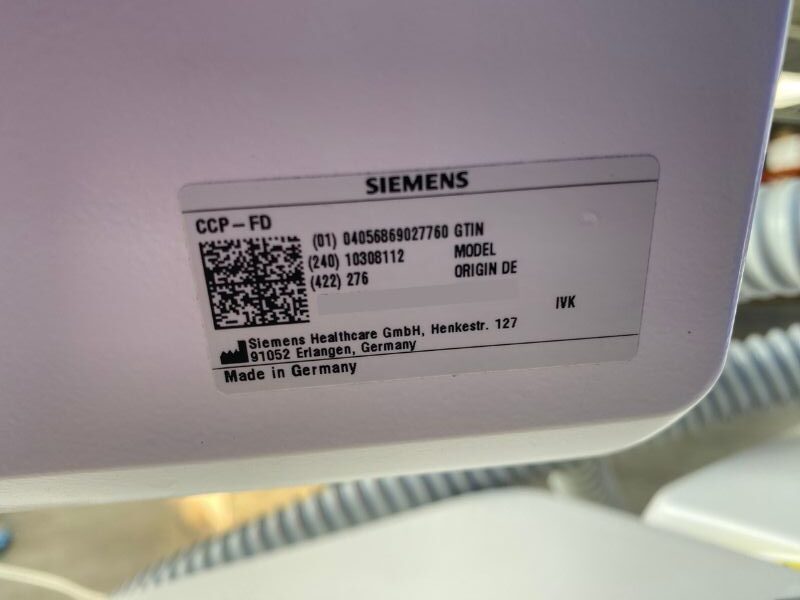 SIEMENS
CCP-FD
(01) 04056869027760 GTIN
(240) 10308112 MODEL
(422) 276 ORIGIN DE
IVK
Siemens Healthcare GmbH, Henkestr. 127
91052 Erlangen, Germany
Made in Germany